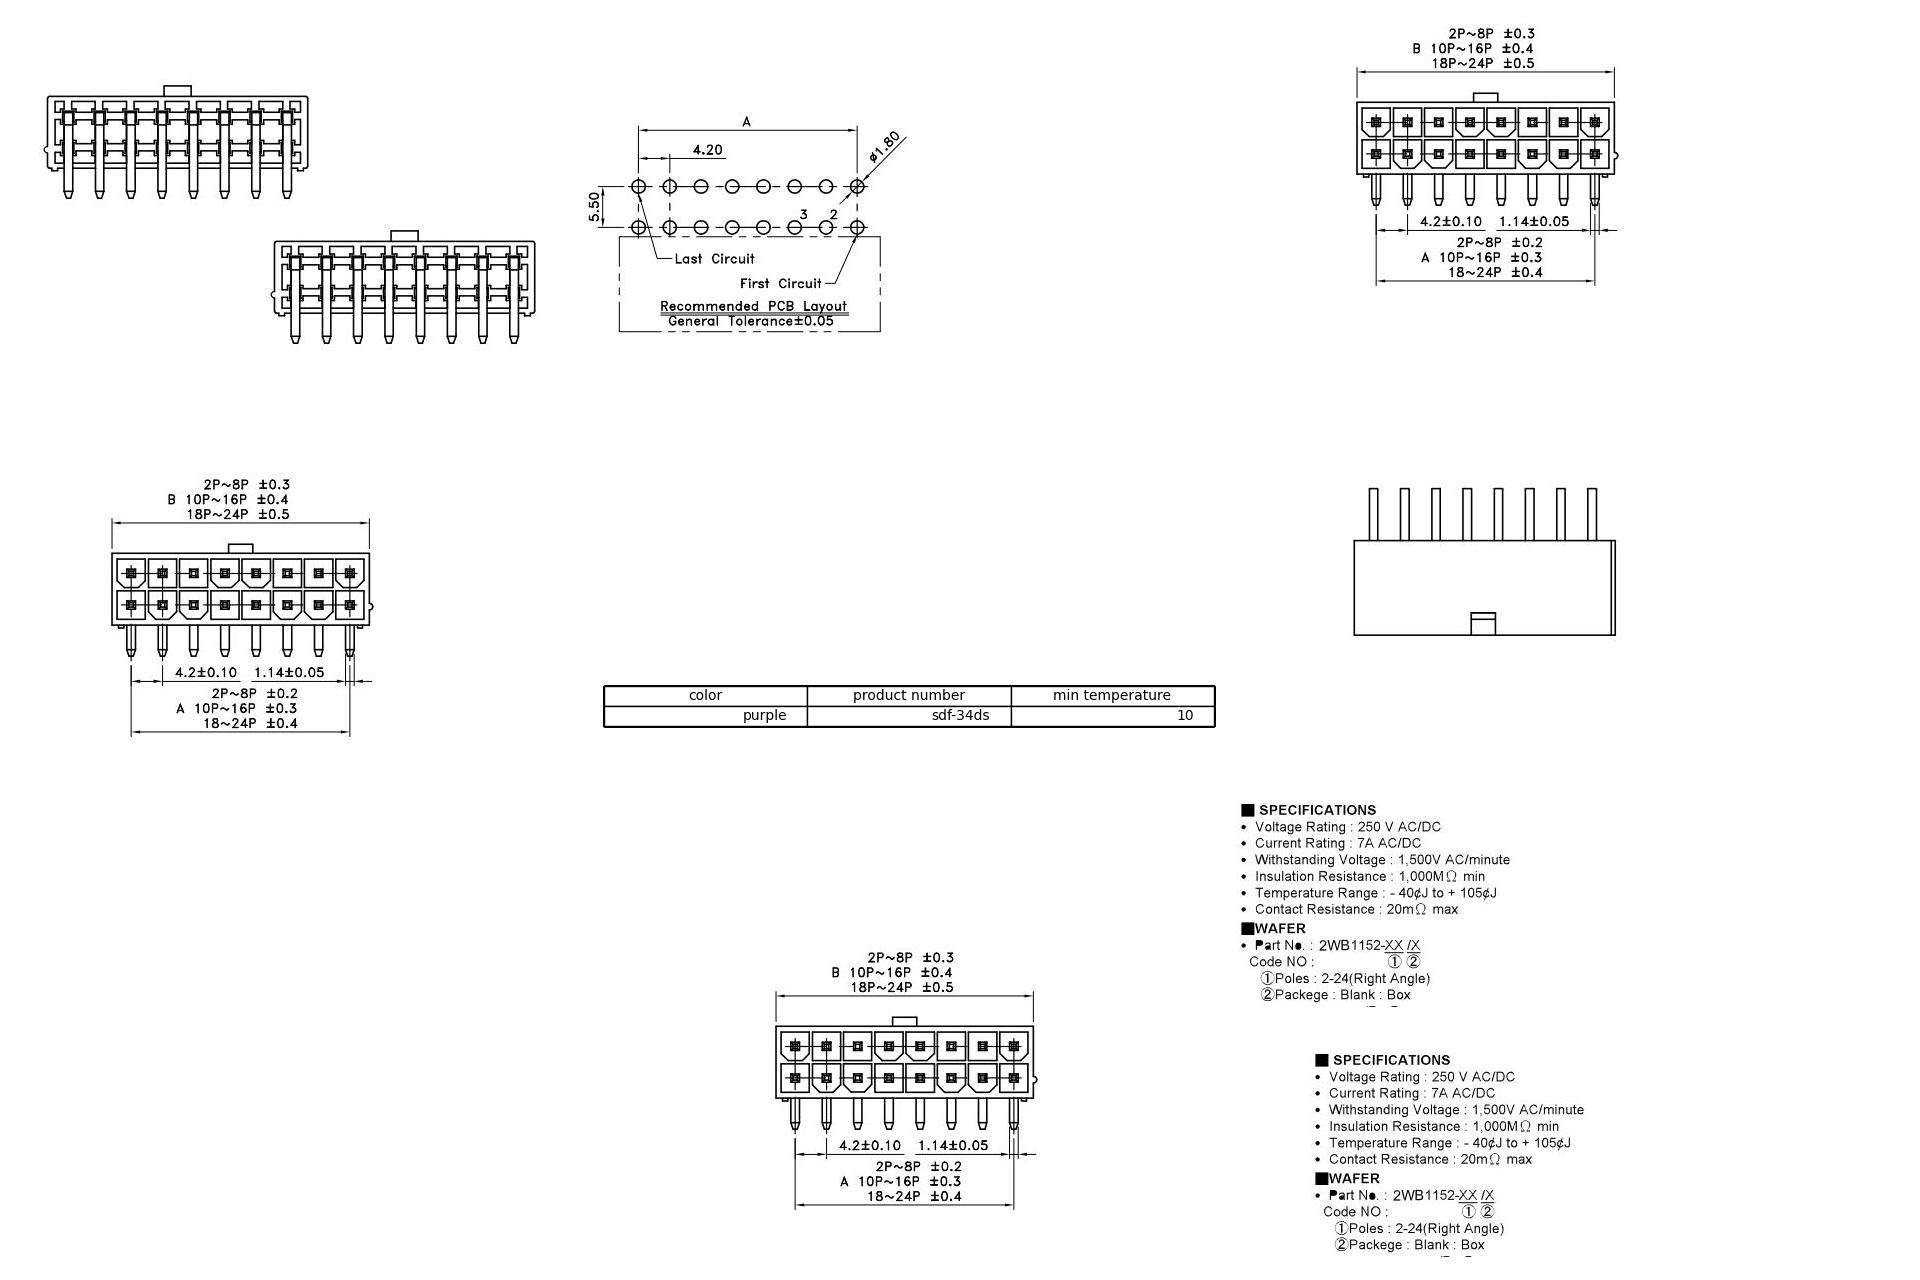 2P~8P ±0.3
B 10P~16P ±0.4
18P~24P ±0.5
4.2±0.10 1.14±0.05
2P~8P ±0.2
A 10P~16P ±0.3
18~24P ±0.4
A
4.20
ø1.80
5.50
3 2
Last Circuit
First Circuit
Recommended PCB Layout
General Tolerance±0.05
2P~8P ±0.3
B 10P~16P ±0.4
18P~24P ±0.5
4.2±0.10 1.14±0.05
2P~8P ±0.2
A 10P~16P ±0.3
18~24P ±0.4
color product number min temperature
purple sdf-34ds 10
■ SPECIFICATIONS
• Voltage Rating : 250 V AC/DC
• Current Rating : 7A AC/DC
• Withstanding Voltage : 1,500V AC/minute
• Insulation Resistance : 1,000MΩ min
• Temperature Range : - 40¢J to + 105¢J
• Contact Resistance : 20mΩ max
■WAFER
• Part No. : 2WB1152-XX /X
Code NO : ① ②
①Poles : 2-24(Right Angle)
②Packege : Blank : Box
2P~8P ±0.3
B 10P~16P ±0.4
18P~24P ±0.5
4.2±0.10 1.14±0.05
2P~8P ±0.2
A 10P~16P ±0.3
18~24P ±0.4
■ SPECIFICATIONS
• Voltage Rating : 250 V AC/DC
• Current Rating : 7A AC/DC
• Withstanding Voltage : 1,500V AC/minute
• Insulation Resistance : 1,000MΩ min
• Temperature Range : - 40¢J to + 105¢J
• Contact Resistance : 20mΩ max
■WAFER
• Part No. : 2WB1152-XX /X
Code NO : ① ②
①Poles : 2-24(Right Angle)
②Packege : Blank : Box